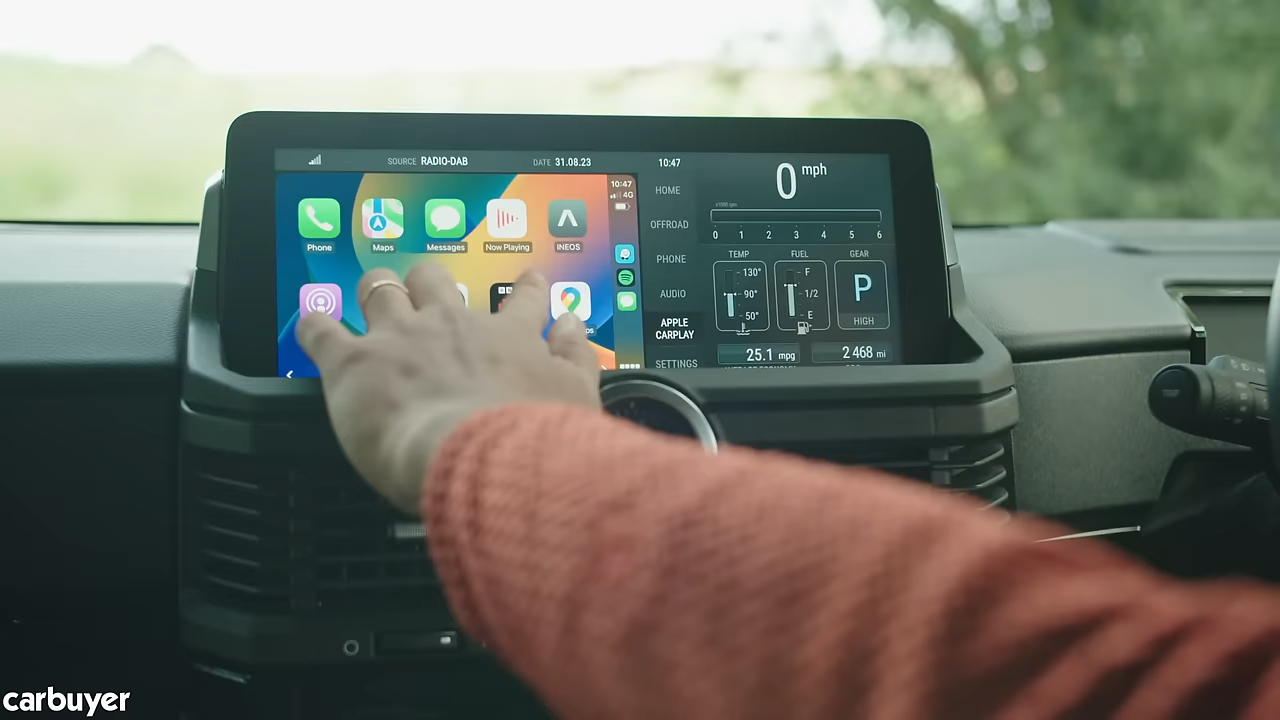 SOURCE RADIO-DAB
DATE 31.08.23
10:47
10:47
4G
Phone
Maps
Messages
Now Playing
INEOS
HOME
OFFROAD
PHONE
AUDIO
APPLE
CARPLAY
SETTINGS
0 mph
x1000 rpm
0 1 2 3 4 5 6
TEMP
130°
90°
50°
FUEL
F
1/2
E
GEAR
P
HIGH
25.1 mpg
2 468 mi
carbuyer